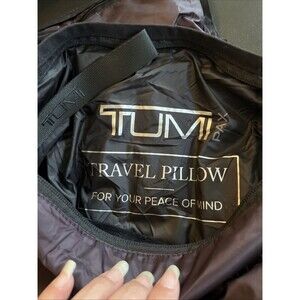 TUMI PAX
TRAVEL PILLOW
FOR YOUR PEACE OF MIND